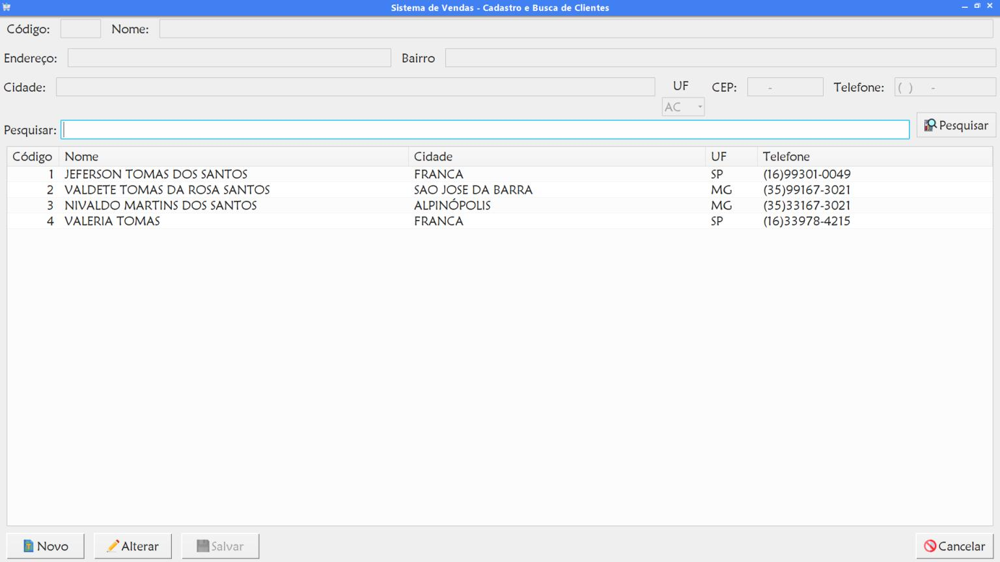 Sistema de Vendas - Cadastro e Busca de Clientes
Código: Nome:
Endereço: Bairro
Cidade: UF CEP: - Telefone: ( ) -
AC
Pesquisar: Pesquisar
Código Nome Cidade UF Telefone
1 JEFERSON TOMAS DOS SANTOS FRANCA SP (16)99301-0049
2 VALDETE TOMAS DA ROSA SANTOS SAO JOSE DA BARRA MG (35)99167-3021
3 NIVALDO MARTINS DOS SANTOS ALPINÓPOLIS MG (35)33167-3021
4 VALERIA TOMAS FRANCA SP (16)33978-4215
Novo Alterar Salvar Cancelar